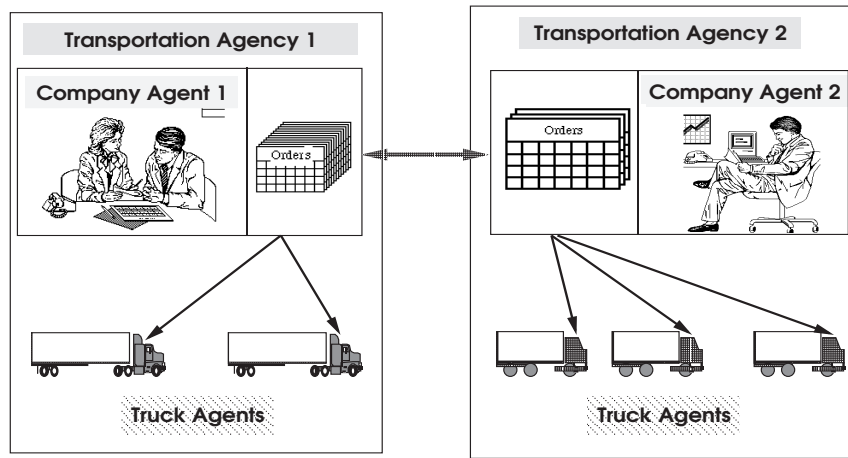 Transportation Agency 1
Company Agent 1
Orders
Truck Agents
Transportation Agency 2
Company Agent 2
Orders
Truck Agents